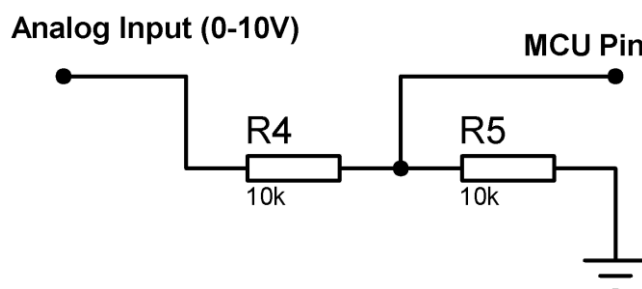 Analog Input (0-10V)
MCU Pin
R4
R5
10k
10k